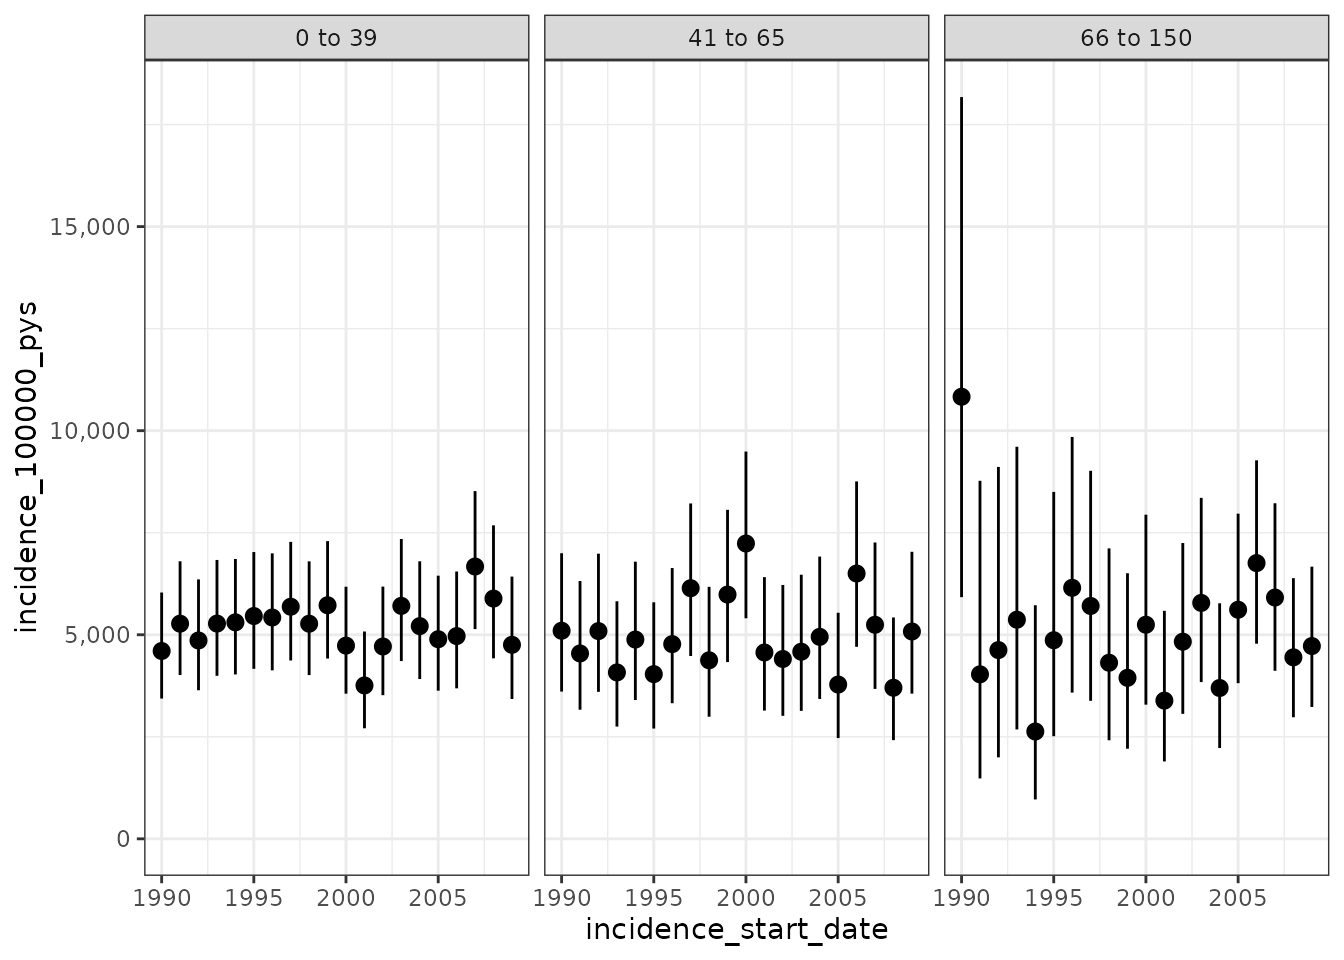 0 to 39
41 to 65
66 to 150
incidence_100000_pys
15,000
10,000
5,000
0
1990 1995 2000 2005
1990 1995 2000 2005
1990 1995 2000 2005
incidence_start_date